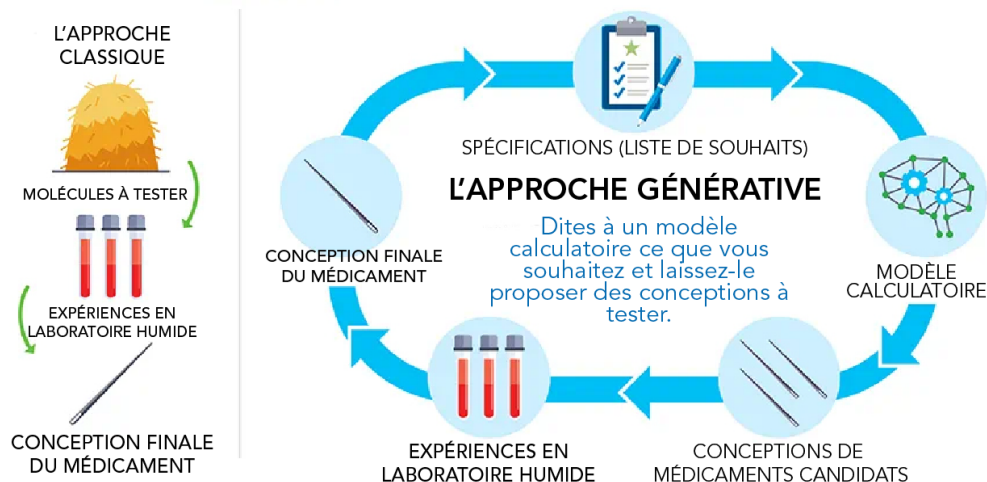 L'APPROCHE
CLASSIQUE
MOLÉCULES À TESTER
EXPÉRIENCES EN
LABORATOIRE HUMIDE
CONCEPTION FINALE
DU MÉDICAMENT
SPÉCIFICATIONS (LISTE DE SOUHAITS)
L'APPROCHE GÉNÉRATIVE
Dites à un modèle
calculatoire ce que vous
souhaitez et laissez-le
proposer des conceptions à
tester.
MODÈLE
CALCULATOIRE
CONCEPTIONS DE
MÉDICAMENTS CANDIDATS
EXPÉRIENCES EN
LABORATOIRE HUMIDE
CONCEPTION FINALE
DU MÉDICAMENT